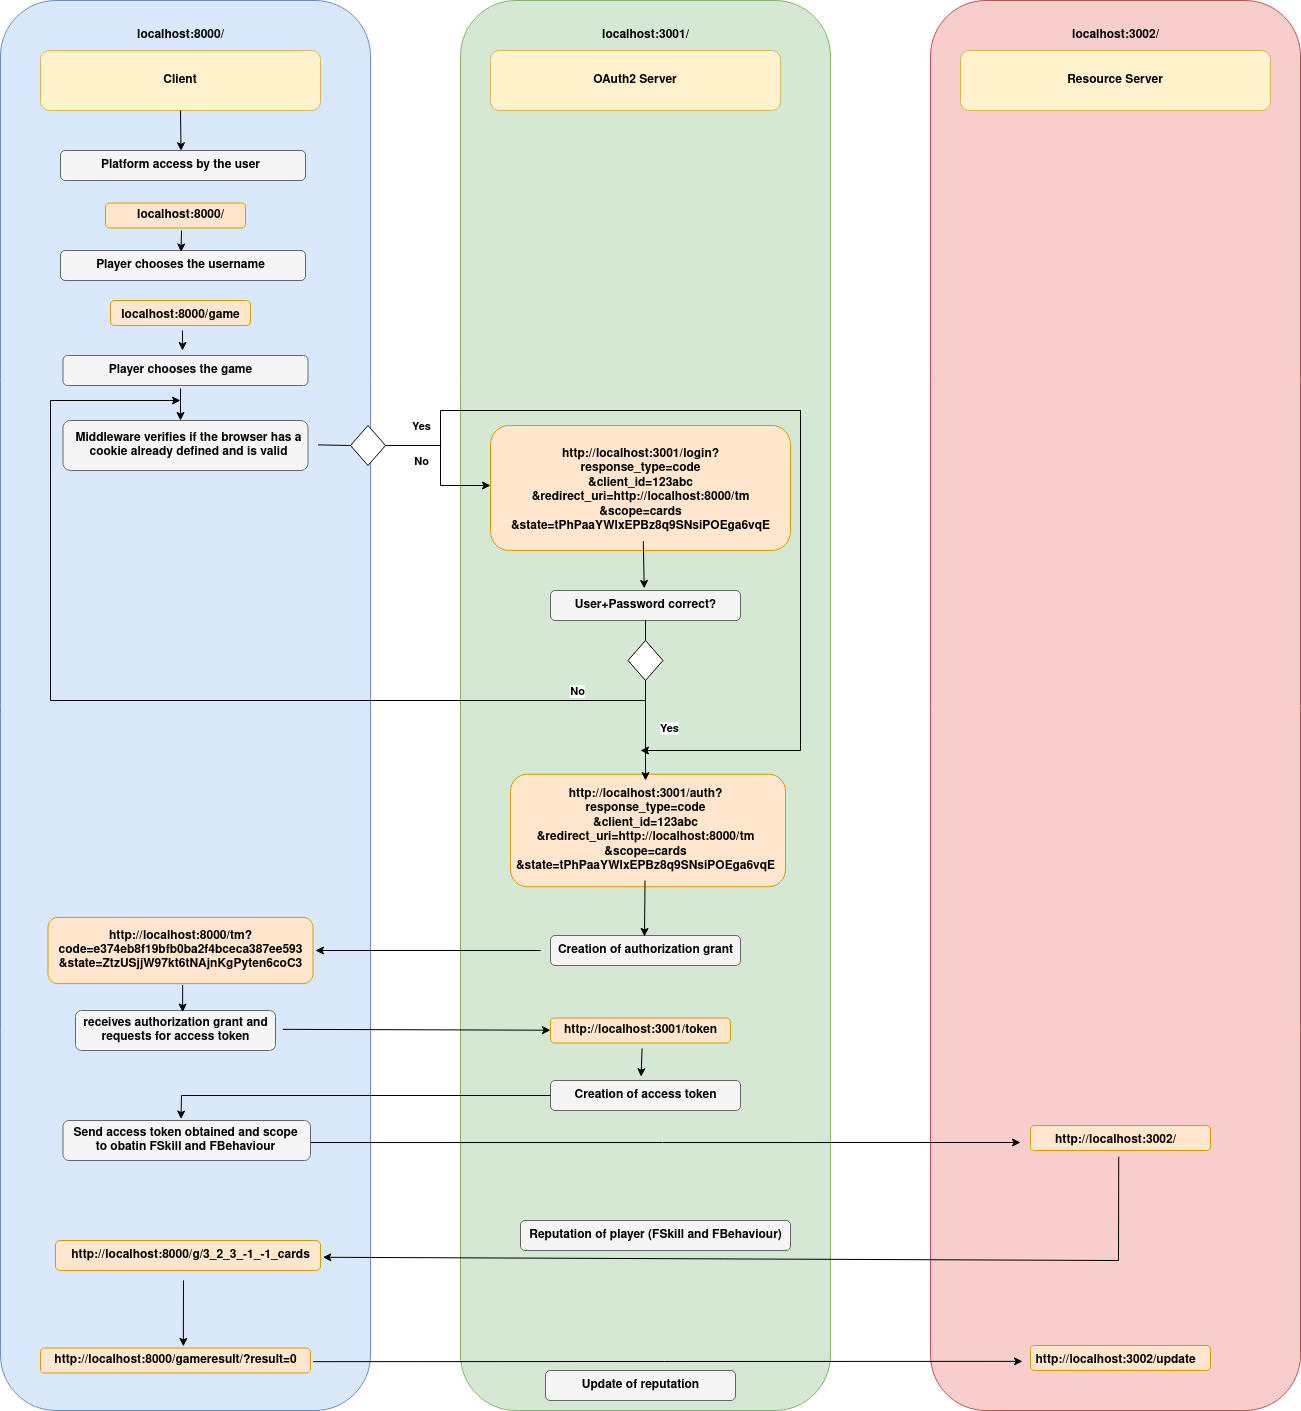 localhost:8000/
localhost:3001/
localhost:3002/
Client
OAuth2 Server
Resource Server
Platform access by the user
localhost:8000/
Player chooses the username
localhost:8000/game
Player chooses the game
Middleware verifies if the browser has a
cookie already defined and is valid
Yes
No
http://localhost:3001/login?
response_type=code
&client_id=123abc
&redirect_uri=http://localhost:8000/tm
&scope=cards
&state=tPhPaaYWIxEPBz8q9SNsiPOEga6vqE
User+Password correct?
No
Yes
http://localhost:3001/auth?
response_type=code
&client_id=123abc
&redirect_uri=http://localhost:8000/tm
&scope=cards
&state=tPhPaaYWIxEPBz8q9SNsiPOEga6vqE
Creation of authorization grant
http://localhost:8000/tm?
code=e374eb8f19bfb0ba2f4bceca387ee593
&state=ZtzUSjjW97kt6tNAjnKgPyten6coC3
receives authorization grant and
requests for access token
http://localhost:3001/token
Creation of access token
Send access token obtained and scope
to obatin FSkill and FBehaviour
http://localhost:3002/
Reputation of player (FSkill and FBehaviour)
http://localhost:8000/g/3_2_3_-1_-1_cards
http://localhost:8000/gameresult/?result=0
http://localhost:3002/update
Update of reputation